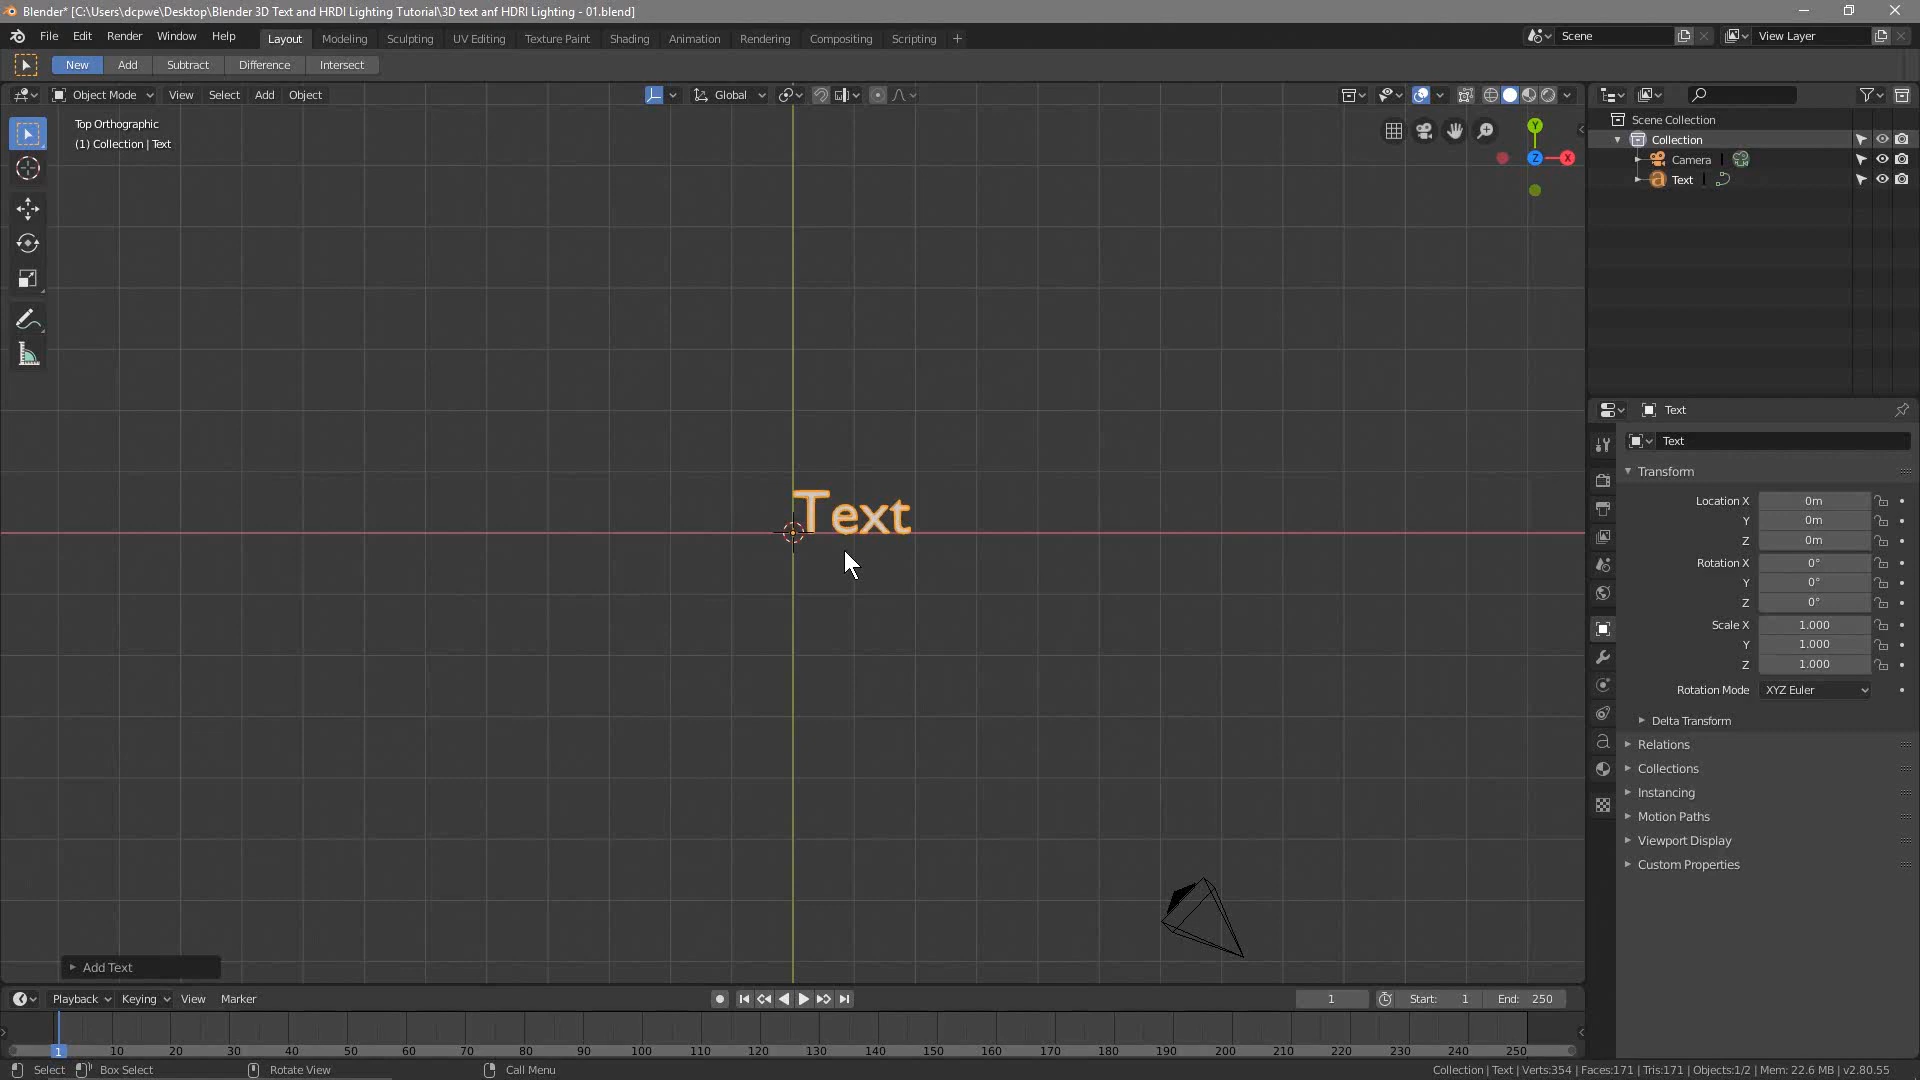 Blender* [C:\Users\dcpwe\Desktop\Blender 3D Text and HRDI Lighting Tutorial\3D text anf HDRI Lighting - 01.blend]
File Edit Render Window Help Layout Modeling Sculpting UV Editing Texture Paint Shading Animation Rendering Compositing Scripting + Scene View Layer
New Add Subtract Difference Intersect
Object Mode View Select Add Object Global
Top Orthographic
(1) Collection | Text
Y
Z X
Text
Add Text
Scene Collection
Collection
Camera
Text
Text
Text
Transform
Location X 0m
Y 0m
Z 0m
Rotation X 0°
Y 0°
Z 0°
Scale X 1.000
Y 1.000
Z 1.000
Rotation Mode XYZ Euler
Delta Transform
Relations
Collections
Instancing
Motion Paths
Viewport Display
Custom Properties
Playback Keying View Marker 1 Start: 1 End: 250
1 10 20 30 40 50 60 70 80 90 100 110 120 130 140 150 160 170 180 190 200 210 220 230 240 250
Select Box Select Rotate View Call Menu Collection | Text | Verts:354 | Faces:171 | Tris:171 | Objects:1/2 | Mem: 22.6 MB | v2.80.55